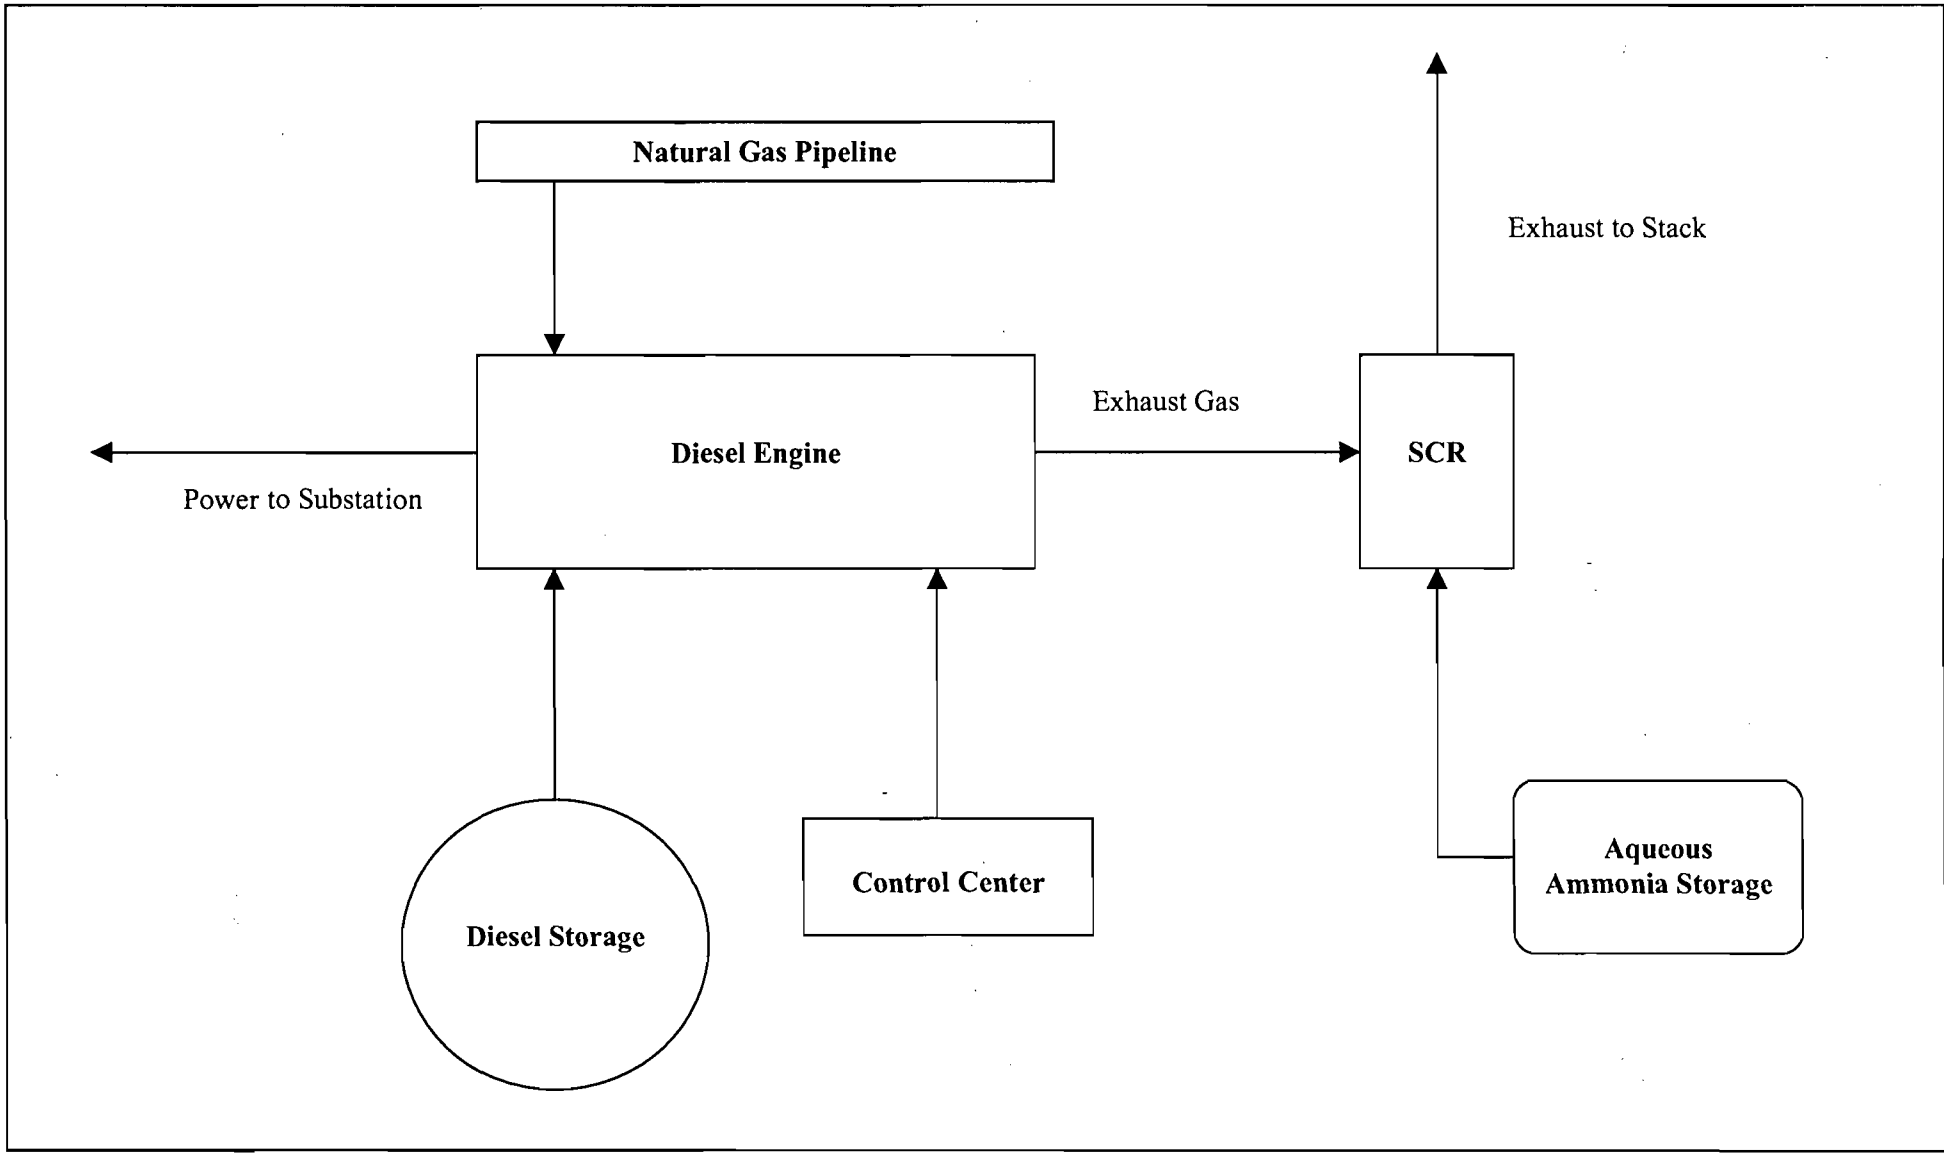 Natural Gas Pipeline
Exhaust to Stack
Exhaust Gas
Diesel Engine
SCR
Power to Substation
Aqueous
Ammonia Storage
Control Center
Diesel Storage